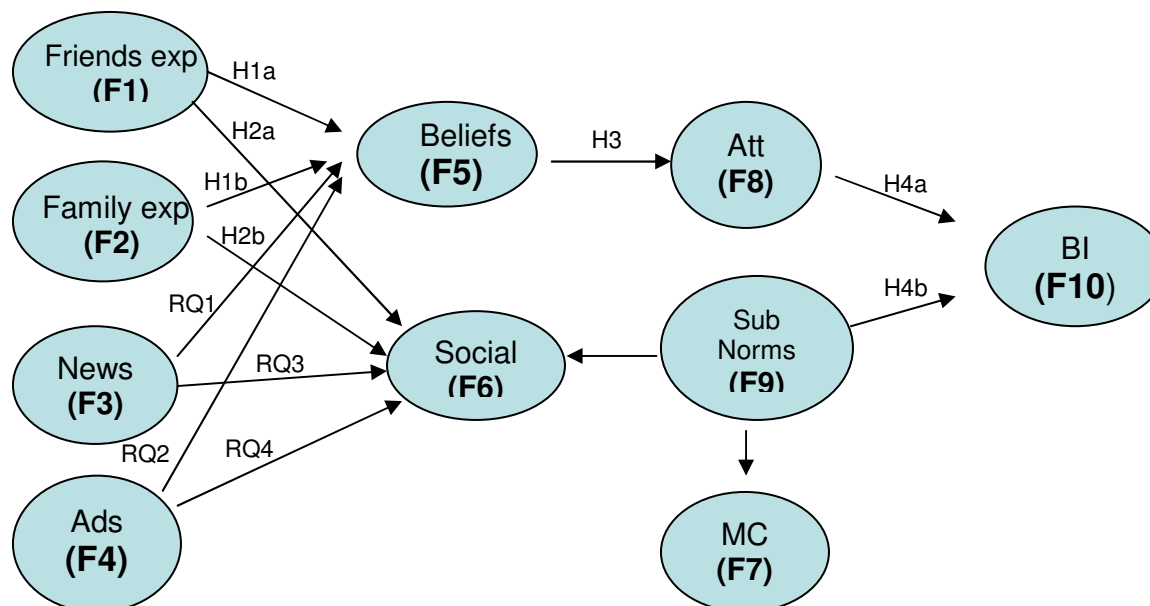 Friends exp
(F1)
H1a
H2a
Beliefs
(F5)
H3
Att
(F8)
H4a
Family exp
(F2)
H1b
H2b
BI
(F10)
RQ1
H4b
Sub
Norms
(F9)
News
(F3)
RQ3
Social
(F6)
RQ2
RQ4
Ads
(F4)
MC
(F7)